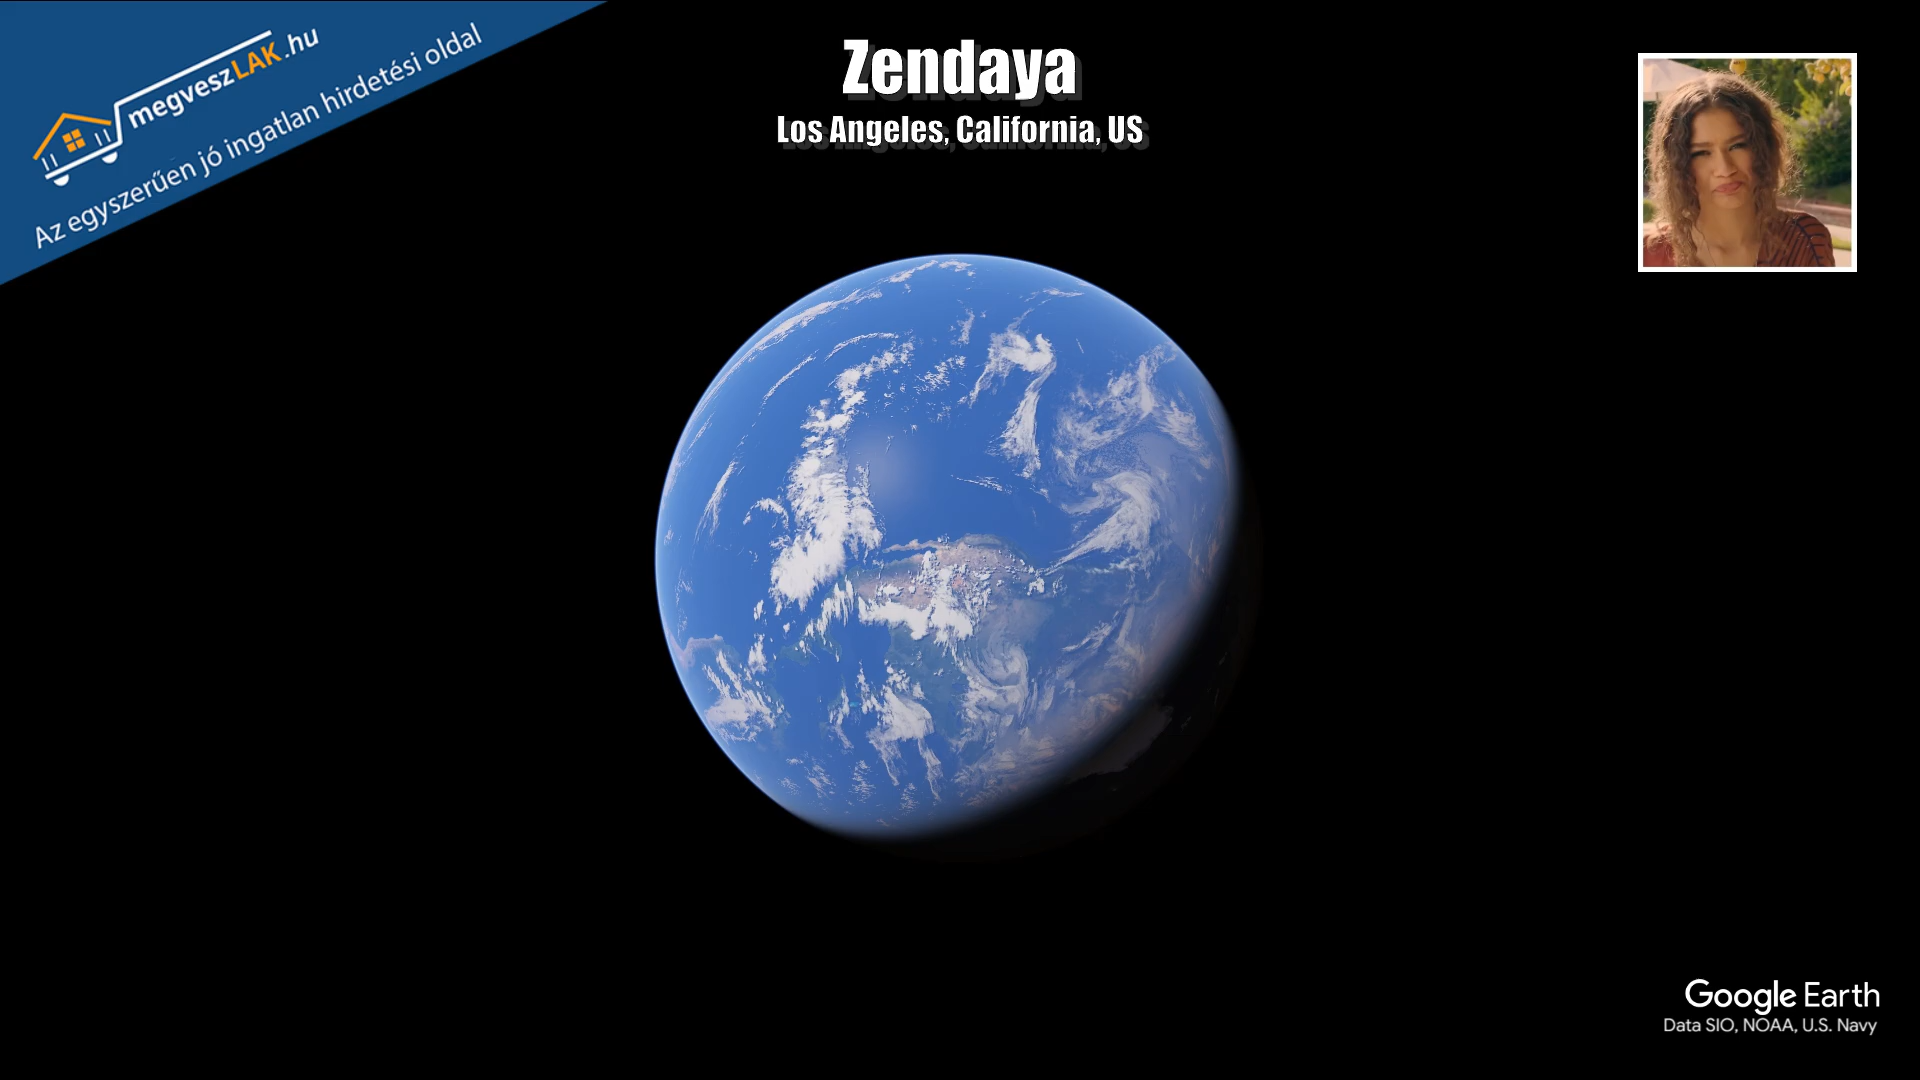 megveszLAK.hu
Az egyszerűen jó ingatlan hirdetési oldal
Zendaya
Los Angeles, California, US
Google Earth
Data SIO, NOAA, U.S. Navy